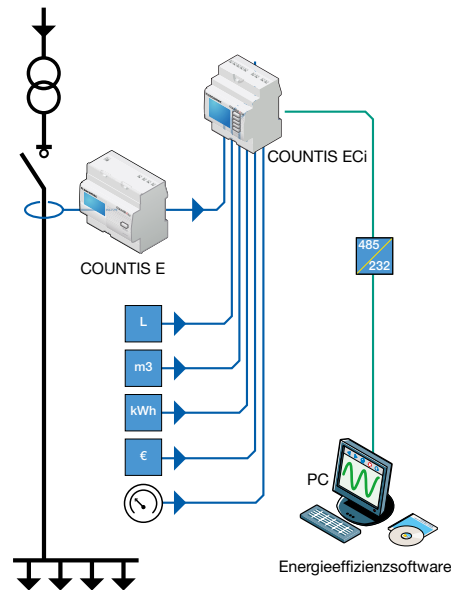 COUNTIS ECi
COUNTIS E
485
232
L
m3
kWh
€
PC
Energieeffizienzsoftware